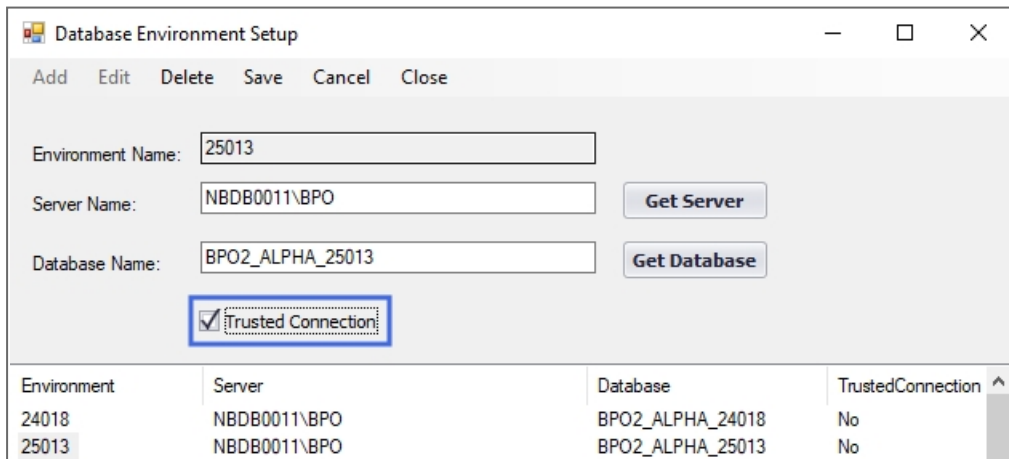 Database Environment Setup
Add Edit Delete Save Cancel Close
Environment Name: 25013
Server Name: NBDB0011\BPO Get Server
Database Name: BPO2_ALPHA_25013 Get Database
Trusted Connection
Environment Server Database TrustedConnection
24018 NBDB0011\BPO BPO2_ALPHA_24018 No
25013 NBDB0011\BPO BPO2_ALPHA_25013 No